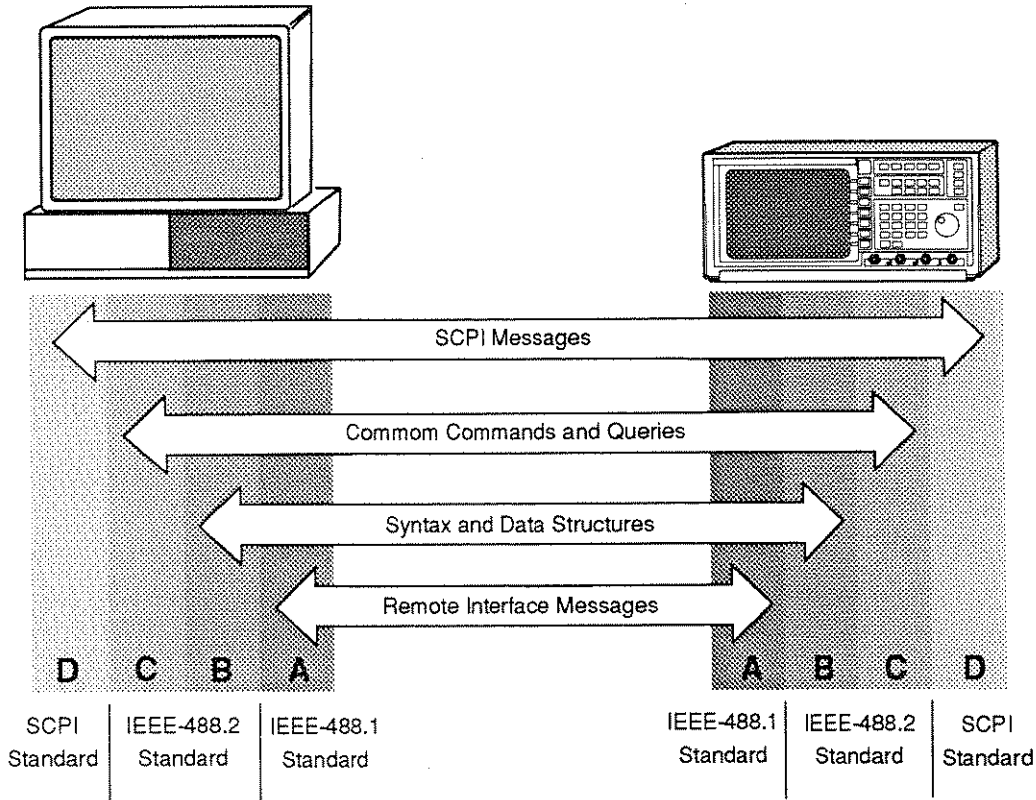 SCPI Messages
Commom Commands and Queries
Syntax and Data Structures
Remote Interface Messages
D C B A
A B C D
SCPI
Standard
IEEE-488.2
Standard
IEEE-488.1
Standard
IEEE-488.1
Standard
IEEE-488.2
Standard
SCPI
Standard